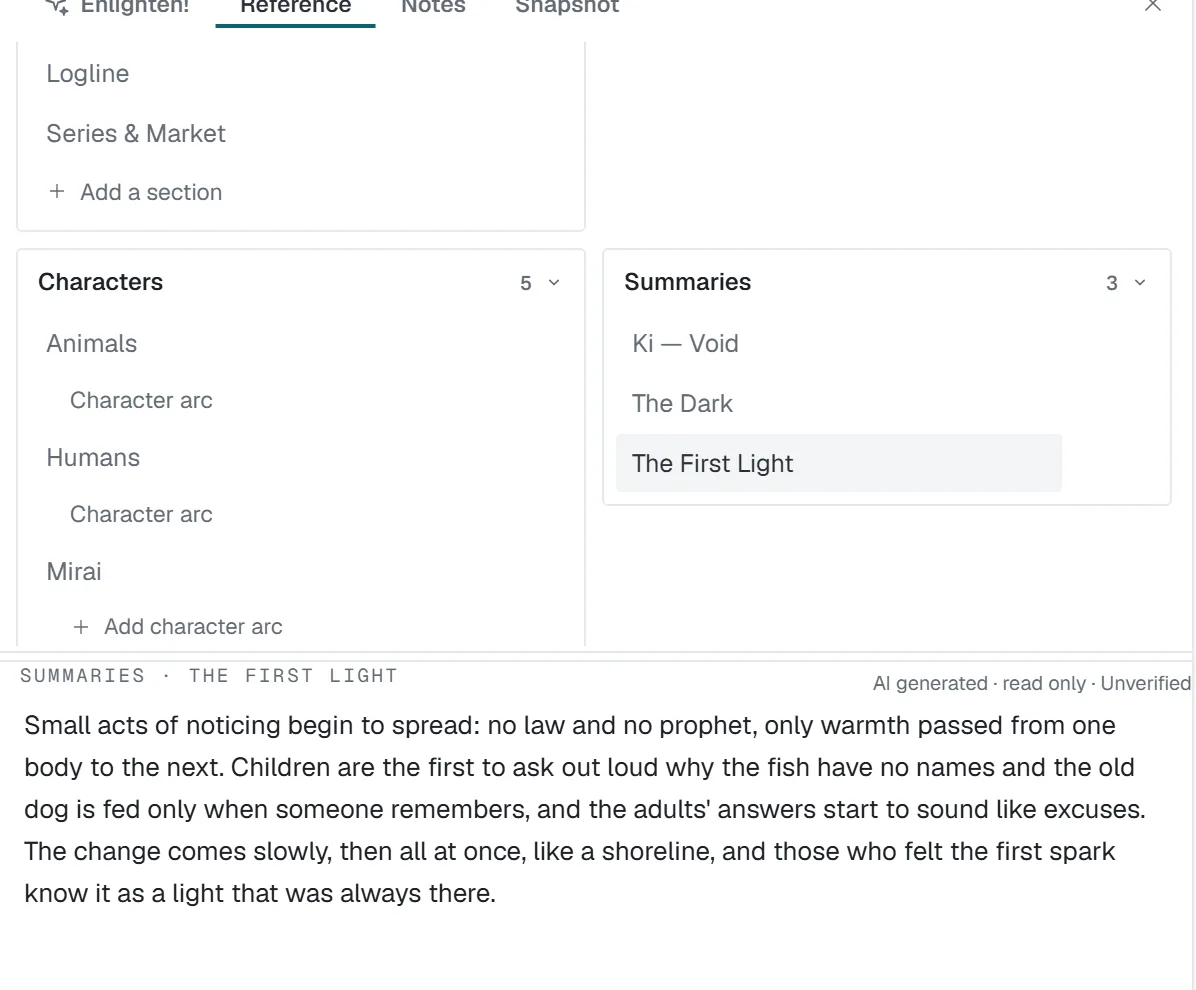 Enlighten!
Reference
Notes
Snapshot
Logline
Series & Market
+ Add a section
Characters 5
Animals
Character arc
Humans
Character arc
Mirai
+ Add character arc
Summaries 3
Ki — Void
The Dark
The First Light
SUMMARIES · THE FIRST LIGHT
AI generated · read only · Unverified
Small acts of noticing begin to spread: no law and no prophet, only warmth passed from one
body to the next. Children are the first to ask out loud why the fish have no names and the old
dog is fed only when someone remembers, and the adults' answers start to sound like excuses.
The change comes slowly, then all at once, like a shoreline, and those who felt the first spark
know it as a light that was always there.